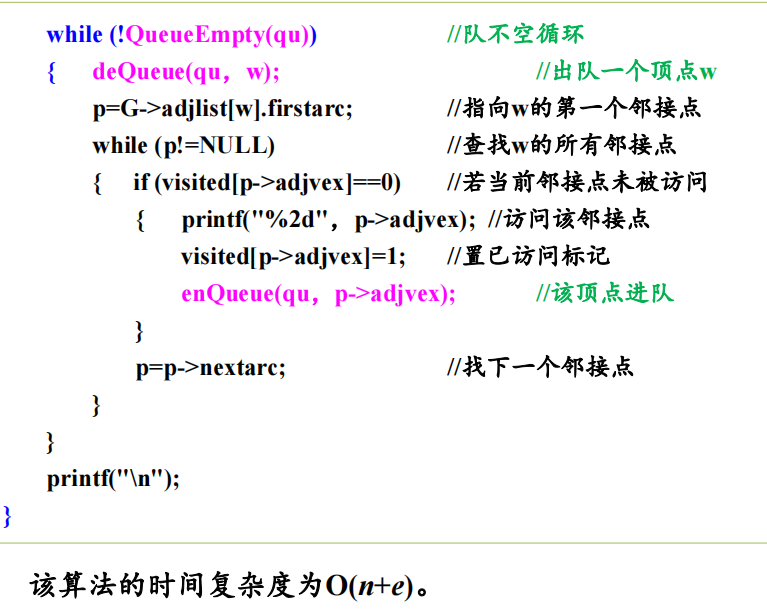 while (!QueueEmpty(qu)) //队不空循环
{ deQueue(qu，w); //出队一个顶点w
p=G->adjlist[w].firstarc; //指向w的第一个邻接点
while (p!=NULL) //查找w的所有邻接点
{ if (visited[p->adjvex]==0) //若当前邻接点未被访问
{ printf("%2d"，p->adjvex); //访问该邻接点
visited[p->adjvex]=1; //置已访问标记
enQueue(qu，p->adjvex); //该顶点进队
}
p=p->nextarc; //找下一个邻接点
}
}
printf("\n");
}
该算法的时间复杂度为O(n+e)。